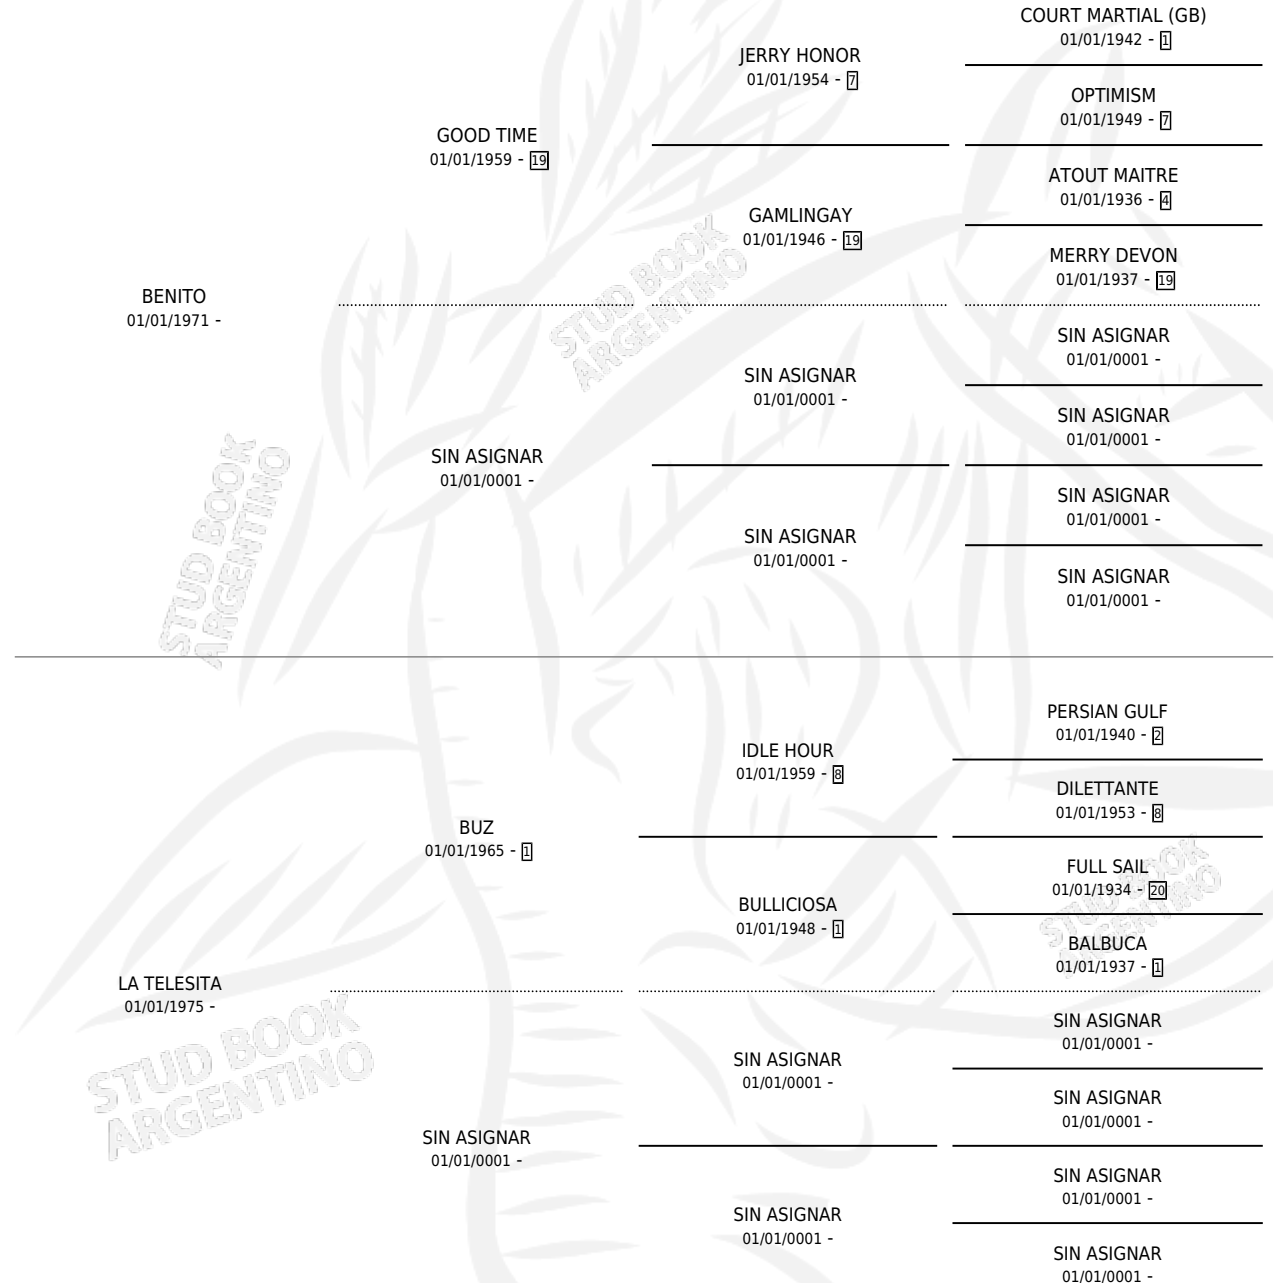 COURT MARTIAL (GB)
01/01/1942 - 1
JERRY HONOR
01/01/1954 - 7
OPTIMISM
01/01/1949 - 7
GOOD TIME
01/01/1959 - 19
ATOUT MAITRE
01/01/1936 - 4
GAMLINGAY
01/01/1946 - 19
MERRY DEVON
01/01/1937 - 19
BENITO
01/01/1971 -
STUD BOOK
ARGENTINO
SIN ASIGNAR
01/01/0001 -
SIN ASIGNAR
01/01/0001 -
SIN ASIGNAR
01/01/0001 -
SIN ASIGNAR
01/01/0001 -
SIN ASIGNAR
01/01/0001 -
SIN ASIGNAR
01/01/0001 -
SIN ASIGNAR
01/01/0001 -
STUD BOOK
ARGENTINO
PERSIAN GULF
01/01/1940 - 2
IDLE HOUR
01/01/1959 - 8
DILETTANTE
01/01/1953 - 8
BUZ
01/01/1965 - 1
FULL SAIL
01/01/1934 - 20
BULLICIOSA
01/01/1948 - 1
STUD BOOK
ARGENTINO
BALBUCA
01/01/1937 - 1
LA TELESITA
01/01/1975 -
STUD BOOK
ARGENTINO
SIN ASIGNAR
01/01/0001 -
SIN ASIGNAR
01/01/0001 -
SIN ASIGNAR
01/01/0001 -
SIN ASIGNAR
01/01/0001 -
SIN ASIGNAR
01/01/0001 -
SIN ASIGNAR
01/01/0001 -
SIN ASIGNAR
01/01/0001 -